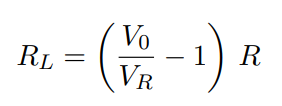 R_L = \left( \frac{V_0}{V_R} - 1 \right) R